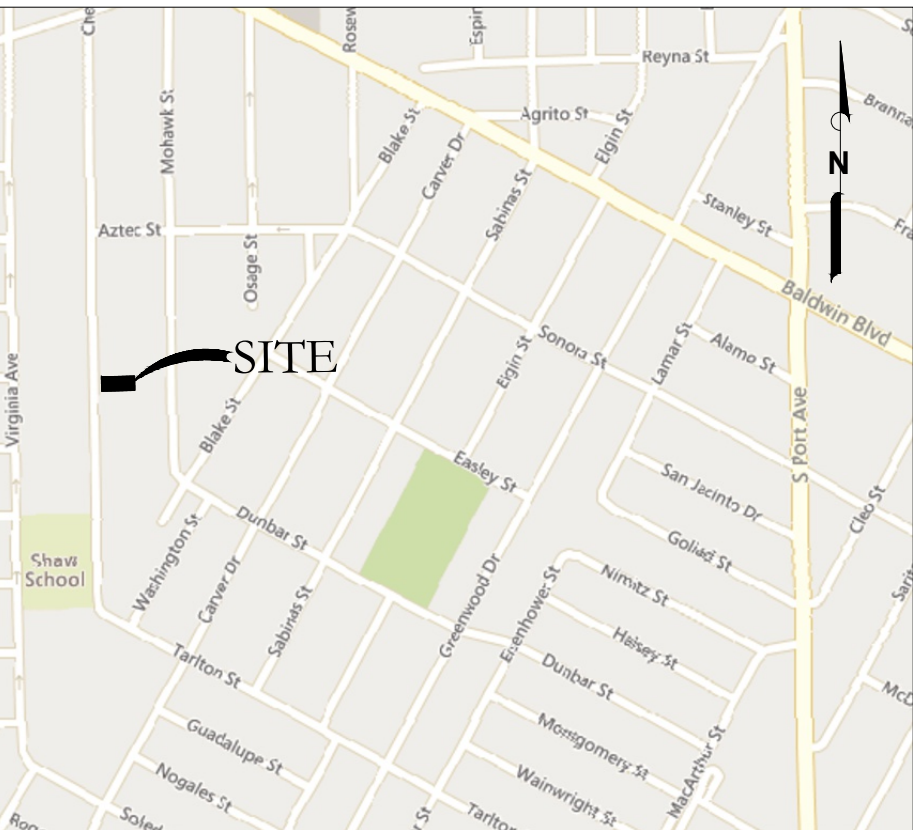 Reyna St
Agrito St
Elgin St
Blake St
Carver Dr
Mohawk St
Sabinas St
N
Stanley St
Aztec St
Osage St
Baldwin Blvd
Sonora St
Alamo St
Lamar St
Elgin St
SITE
Virginia Ave
S Port Ave
Blake St
Easley St
San Jacinto Dr
Cleo St
Dunbar St
Goliad St
Shaw
School
Washington St
Carver Dr
Nimitz St
Greenwood Dr
Eisenhower St
Sabinas St
Halsey St
Tarlton St
Dunbar St
Guadalupe St
Montgomery St
MacArthur St
Nogales St
Wainwright St